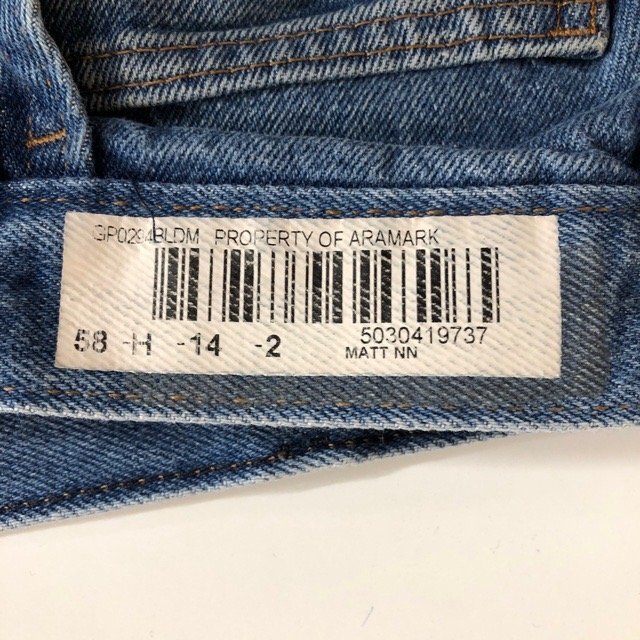 GP0294BLDM PROPERTY OF ARAMARK
58 -H -14 -2 5030419737
MATT NN